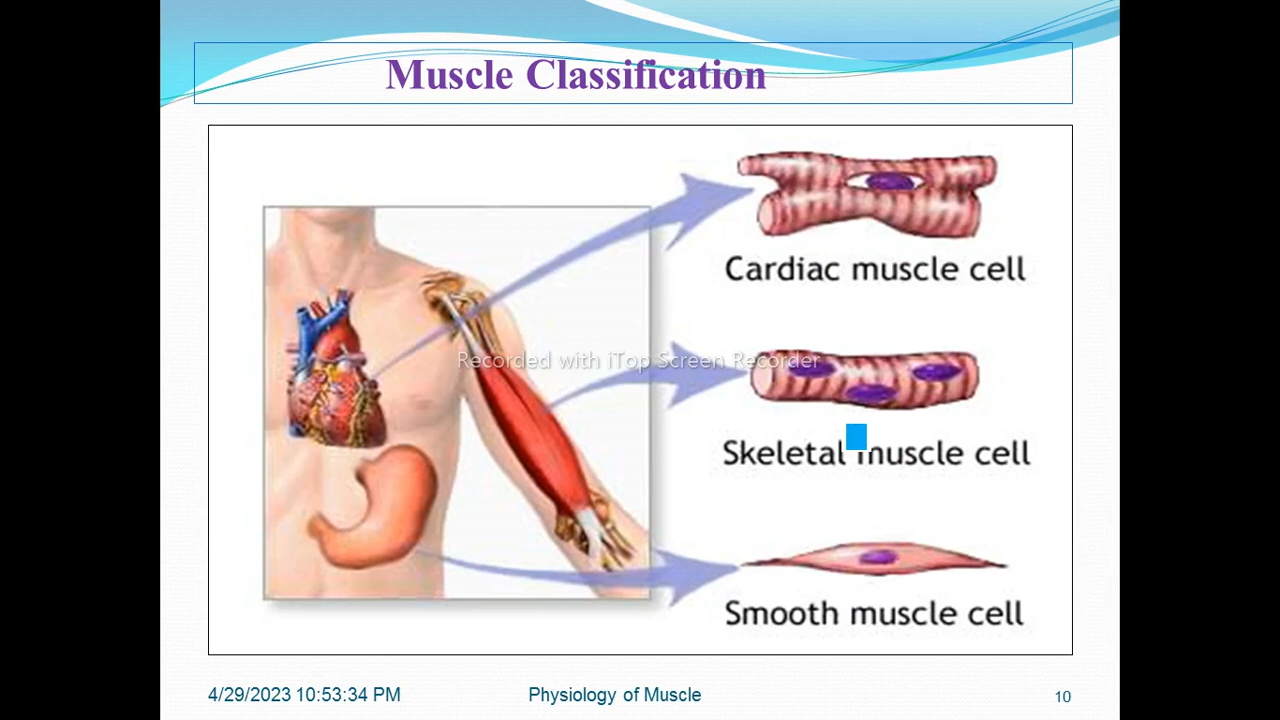 Muscle Classification
Cardiac muscle cell
Recorded with iTop Screen Recorder
Skeletal muscle cell
Smooth muscle cell
4/29/2023 10:53:34 PM
Physiology of Muscle
10